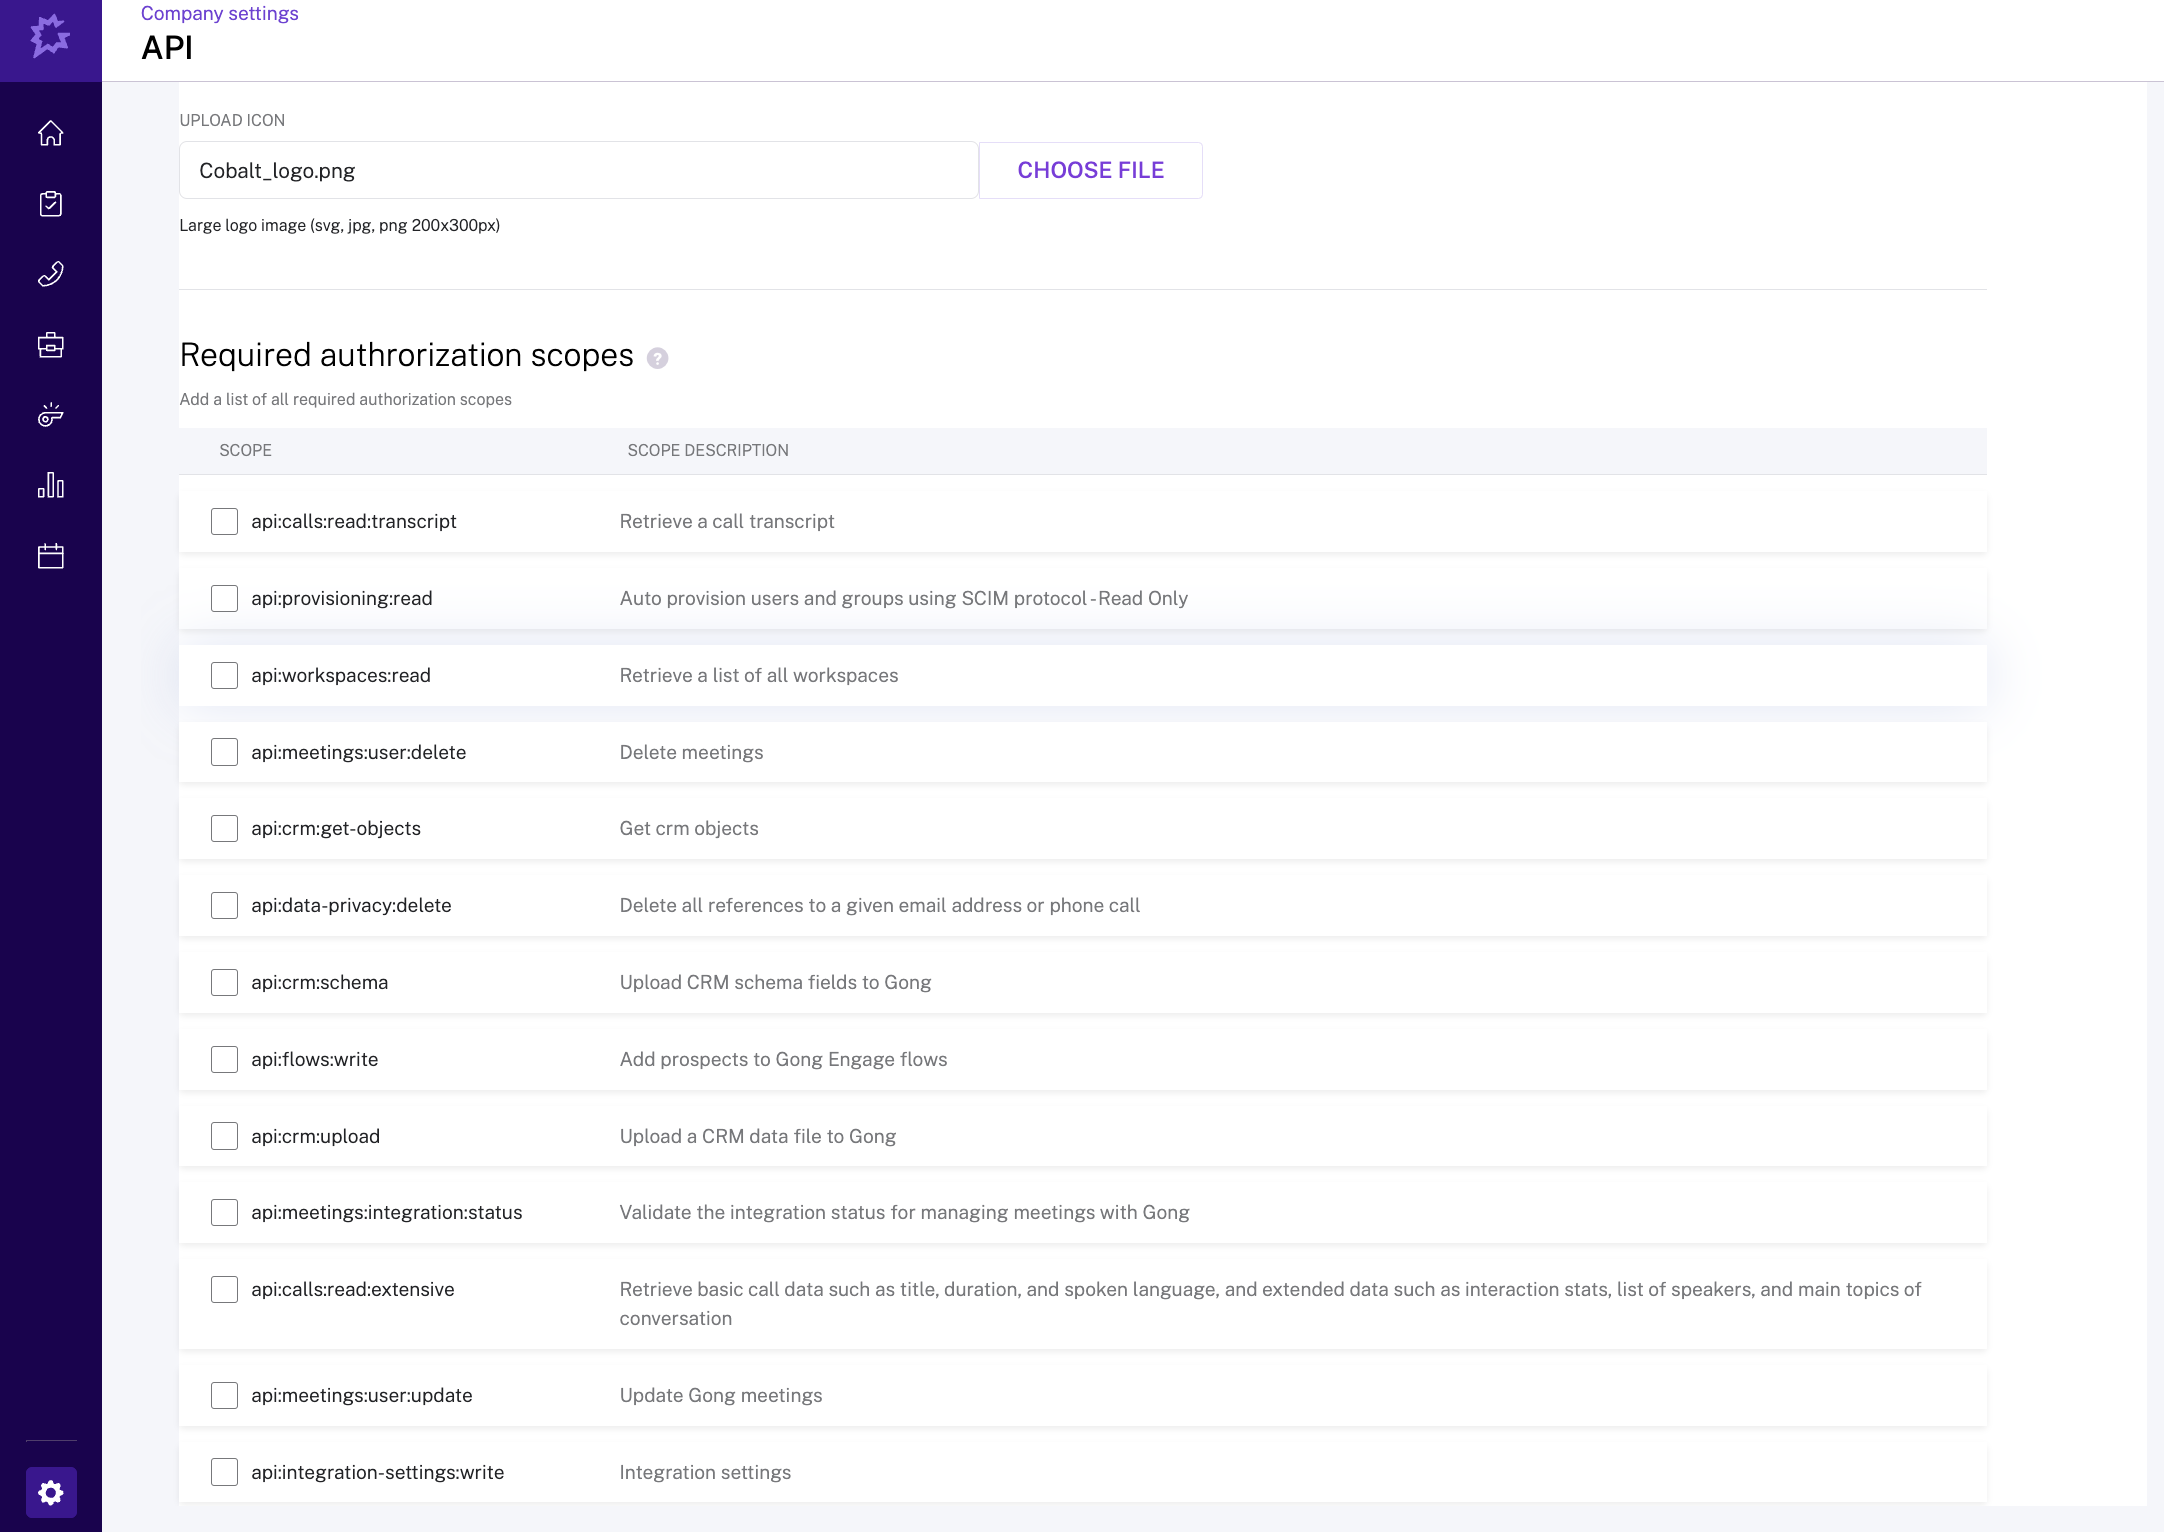 Company settings
API
UPLOAD ICON
Cobalt_logo.png
CHOOSE FILE
Large logo image (svg, jpg, png 200x300px)
Required authrorization scopes ?
Add a list of all required authorization scopes
SCOPE SCOPE DESCRIPTION
api:calls:read:transcript Retrieve a call transcript
api:provisioning:read Auto provision users and groups using SCIM protocol - Read Only
api:workspaces:read Retrieve a list of all workspaces
api:meetings:user:delete Delete meetings
api:crm:get-objects Get crm objects
api:data-privacy:delete Delete all references to a given email address or phone call
api:crm:schema Upload CRM schema fields to Gong
api:flows:write Add prospects to Gong Engage flows
api:crm:upload Upload a CRM data file to Gong
api:meetings:integration:status Validate the integration status for managing meetings with Gong
api:calls:read:extensive Retrieve basic call data such as title, duration, and spoken language, and extended data such as interaction stats, list of speakers, and main topics of
conversation
api:meetings:user:update Update Gong meetings
api:integration-settings:write Integration settings